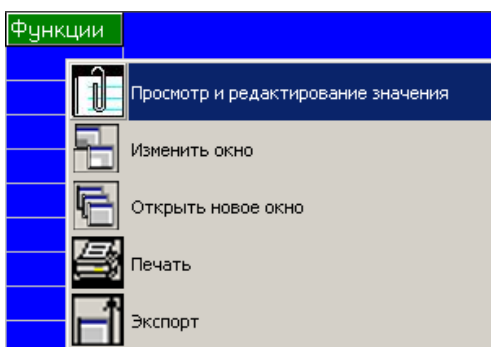 Функции
Просмотр и редактирование значения
Изменить окно
Открыть новое окно
Печать
Экспорт